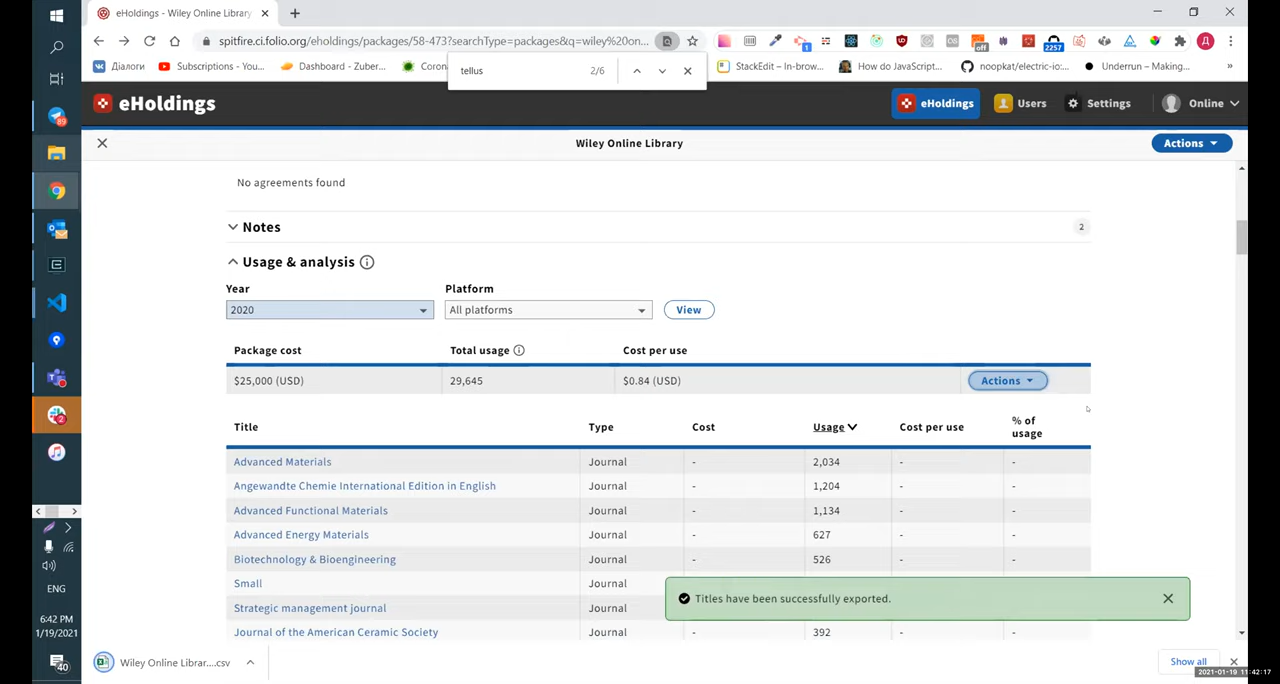 eHoldings - Wiley Online Library
spitfire.ci.folio.org/eholdings/packages/58-473?searchType=packages&q=wiley%20on...
off
2257
Діалоги
Subscriptions - You...
Dashboard - Zuber...
Coron
StackEdit – In-brow...
How do JavaScript...
noopkat/electric-io:...
Underrun – Making...
tellus 2/6
eHoldings
eHoldings
Users
Settings
Online
Wiley Online Library
Actions
No agreements found
Notes 2
Usage & analysis
Year Platform
2020 All platforms View
Package cost Total usage Cost per use
$25,000 (USD) 29,645 $0.84 (USD) Actions
Title Type Cost Usage Cost per use % of usage
Advanced Materials Journal - 2,034 - -
Angewandte Chemie International Edition in English Journal - 1,204 - -
Advanced Functional Materials Journal - 1,134 - -
Advanced Energy Materials Journal - 627 - -
Biotechnology & Bioengineering Journal - 526 - -
Small Journal
Strategic management journal Journal
Journal of the American Ceramic Society Journal - 392 - -
Titles have been successfully exported.
Wiley Online Librar....csv
Show all
ENG
6:42 PM
1/19/2021
40
2021-01-19 11:42:17